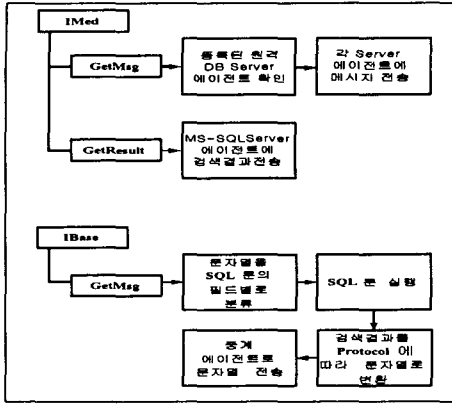 IMed
GetMsg
등록된 원격
DB Server
에이전트 확인
각 Server
에이전트에
메시지 전송
GetResult
MS-SQLServer
에이전트에
검색결과전송
IBase
GetMsg
문자열을
SQL 문의
필드별로
분류
SQL 문 실행
검색결과를
Protocol 에
따라 문자열로
변환
중계
에이전트로
문자열 전송